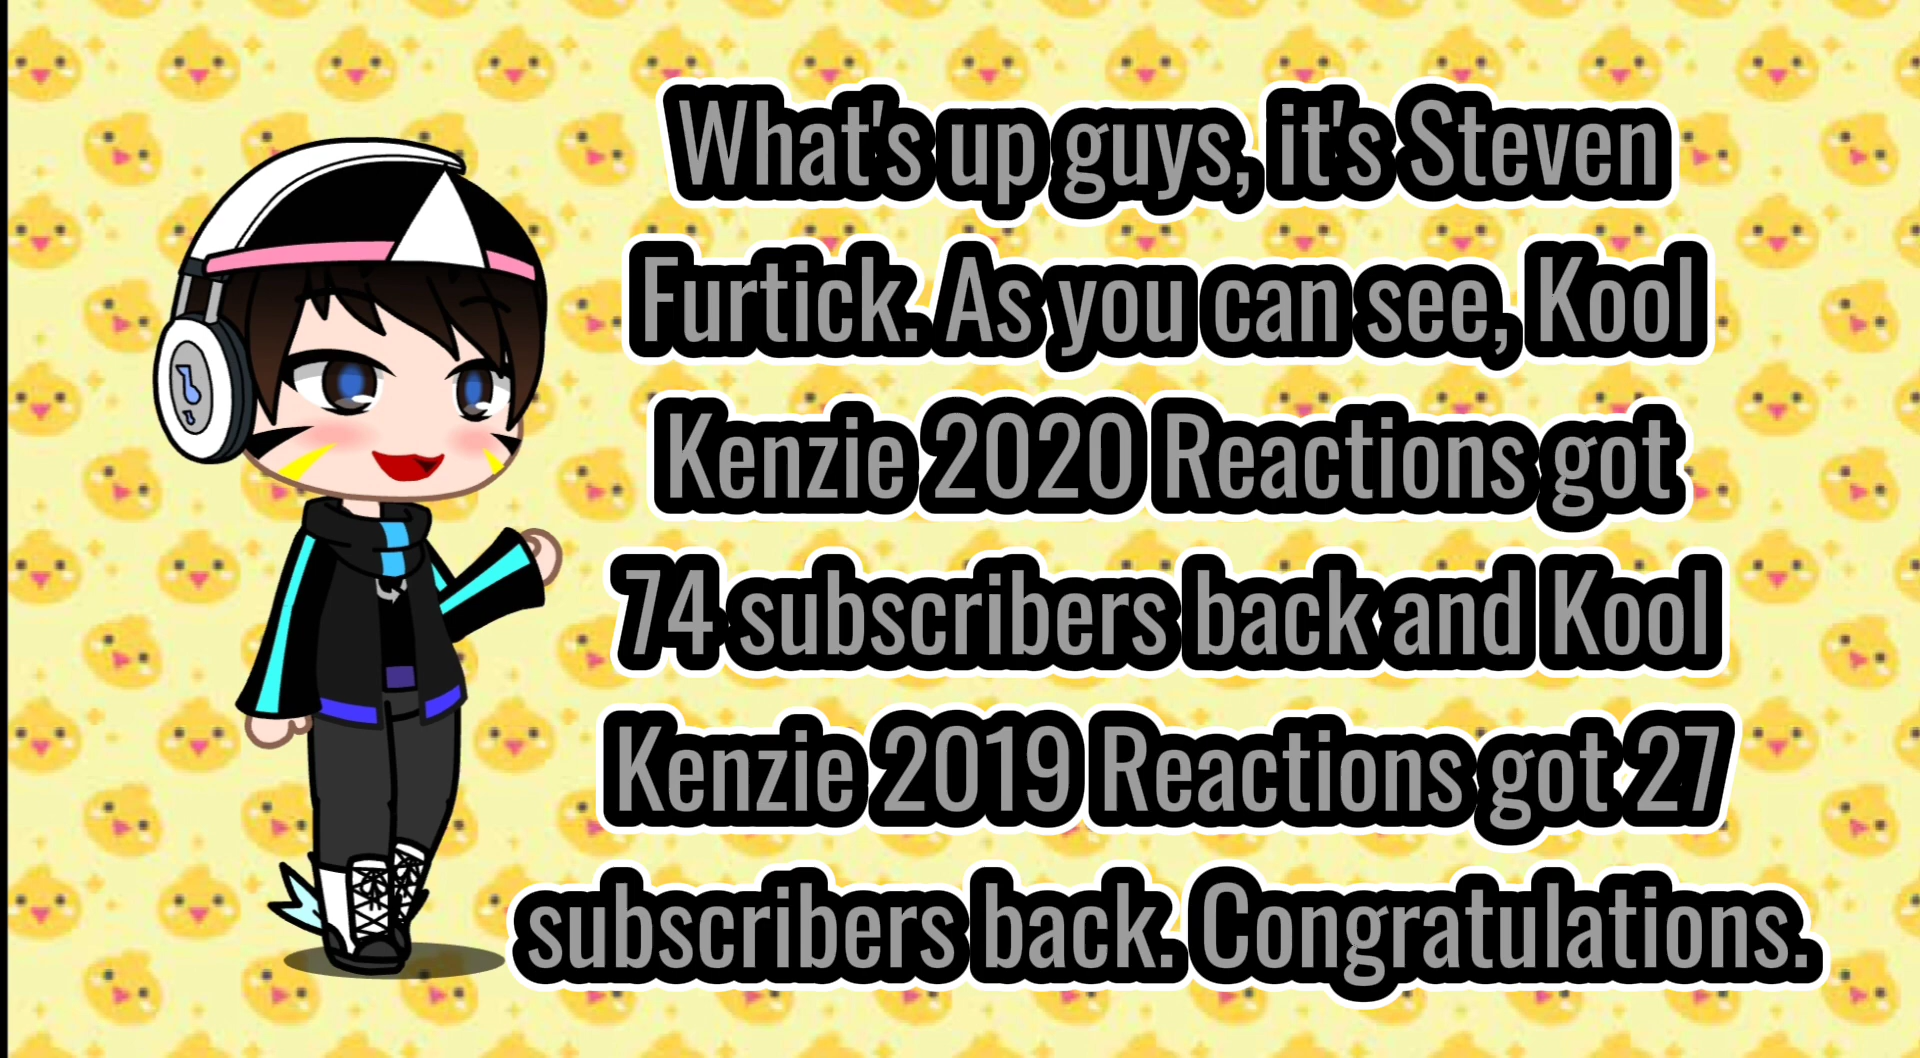 What's up guys, it's Steven
Furtick. As you can see, Kool
Kenzie 2020 Reactions got
74 subscribers back and Kool
Kenzie 2019 Reactions got 27
subscribers back. Congratulations.